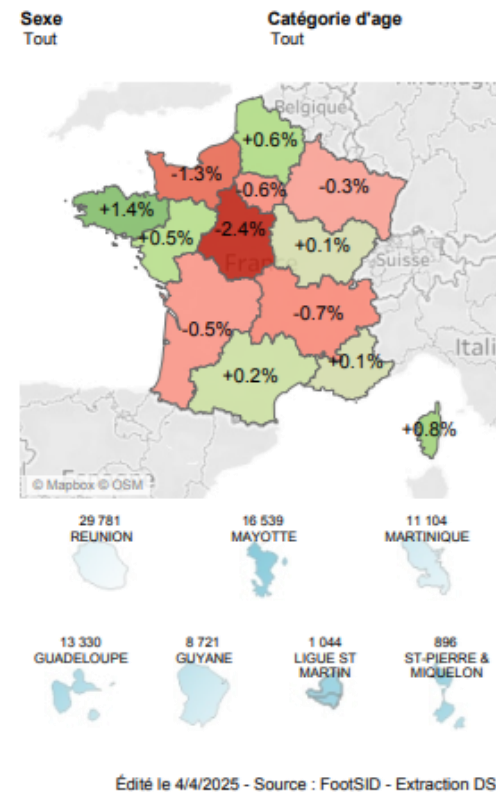 Sexe
Catégorie d'age
Tout
Tout
Belgique
+0.6%
-1.3%
-0.6%
-0.3%
+1.4%
+0.5%
-2.4%
+0.1%
France
Suisse
-0.5%
-0.7%
Itali
+0.2%
+0.1%
+0.8%
© Mapbox © OSM
29 781
REUNION
16 539
MAYOTTE
11 104
MARTINIQUE
13 330
GUADELOUPE
8 721
GUYANE
1 044
LIGUE ST
MARTIN
896
ST-PIERRE &
MIQUELON
Édité le 4/4/2025 - Source : FootSID - Extraction DS